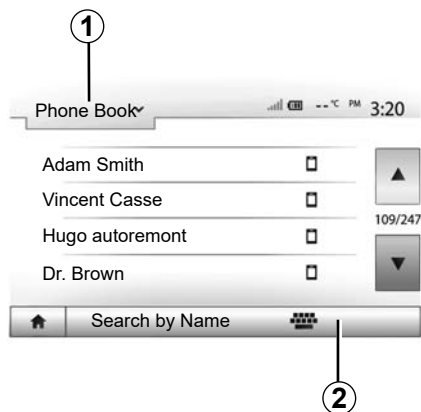 1
Phone Book
--°C PM 3:20
Adam Smith
Vincent Casse
109/247
Hugo autoremont
Dr. Brown
Search by Name
2